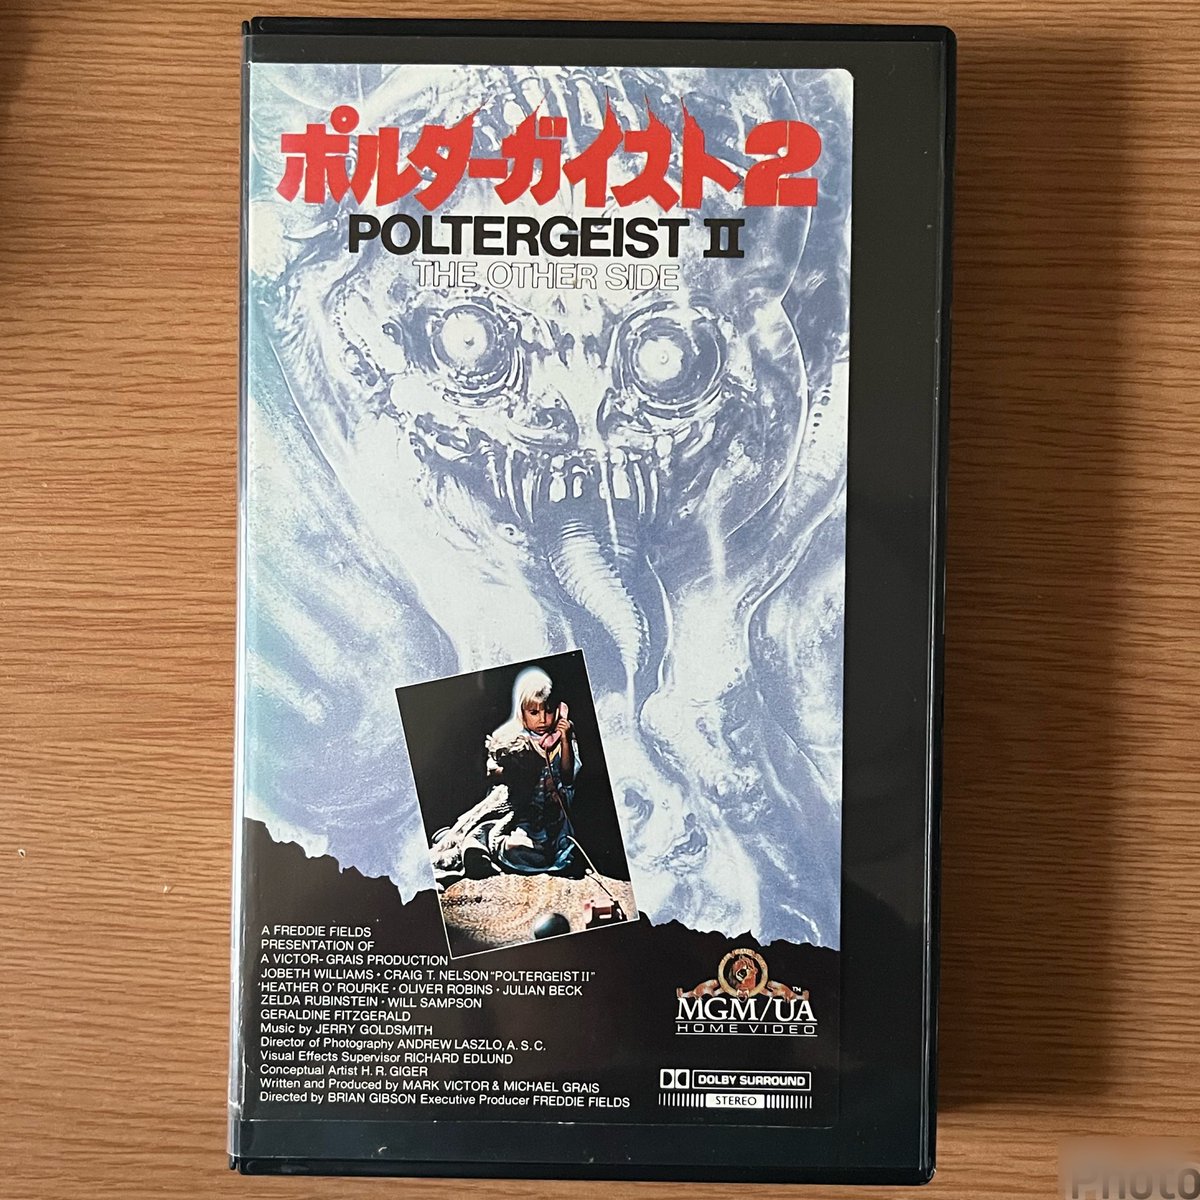 ポルターガイスト2
POLTERGEIST II
THE OTHER SIDE
A FREDDIE FIELDS
PRESENTATION OF
A VICTOR-GRAIS PRODUCTION
JOBETH WILLIAMS・CRAIG T. NELSON "POLTERGEIST II"
'HEATHER O' ROURKE・OLIVER ROBINS・JULIAN BECK
ZELDA RUBINSTEIN・WILL SAMPSON
GERALDINE FITZGERALD
Music by JERRY GOLDSMITH
Director of Photography ANDREW LASZLO, A. S. C.
Visual Effects Supervisor RICHARD EDLUND
Conceptual Artist H. R. GIGER
Written and Produced by MARK VICTOR & MICHAEL GRAIS
Directed by BRIAN GIBSON Executive Producer FREDDIE FIELDS
TM
MGM/UA
HOME VIDEO
DOLBY SURROUND
STEREO
Photo